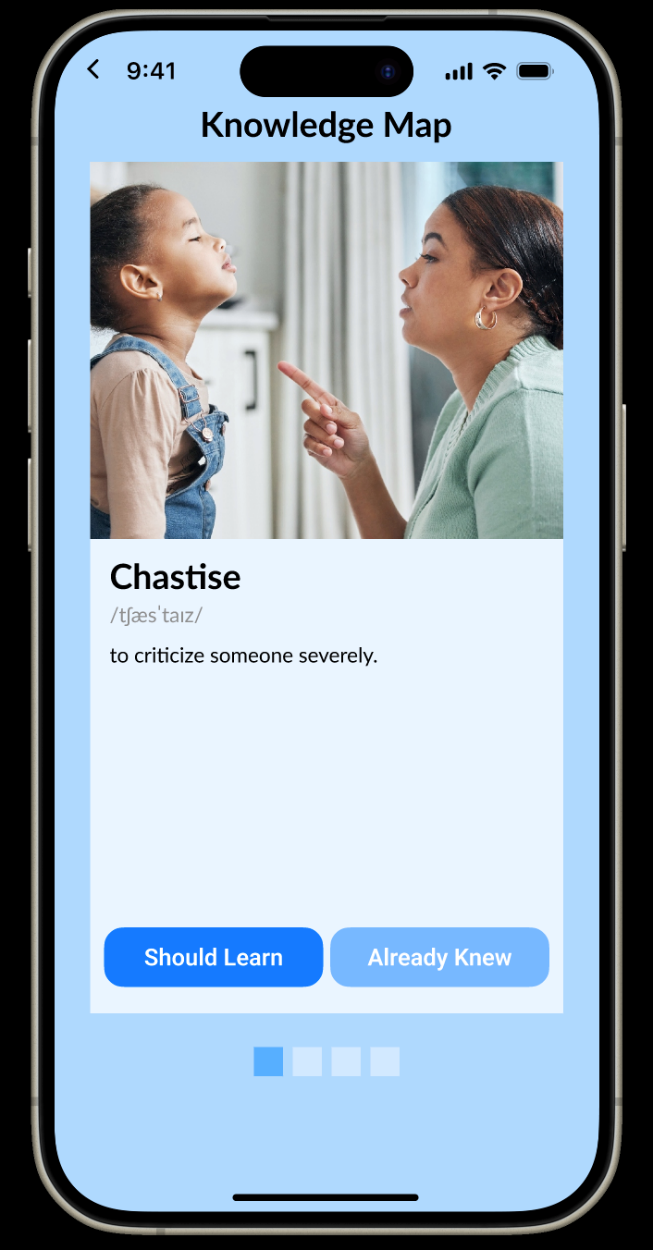 9:41
Knowledge Map
Chastise
/tʃæsˈtaɪz/
to criticize someone severely.
Should Learn
Already Knew